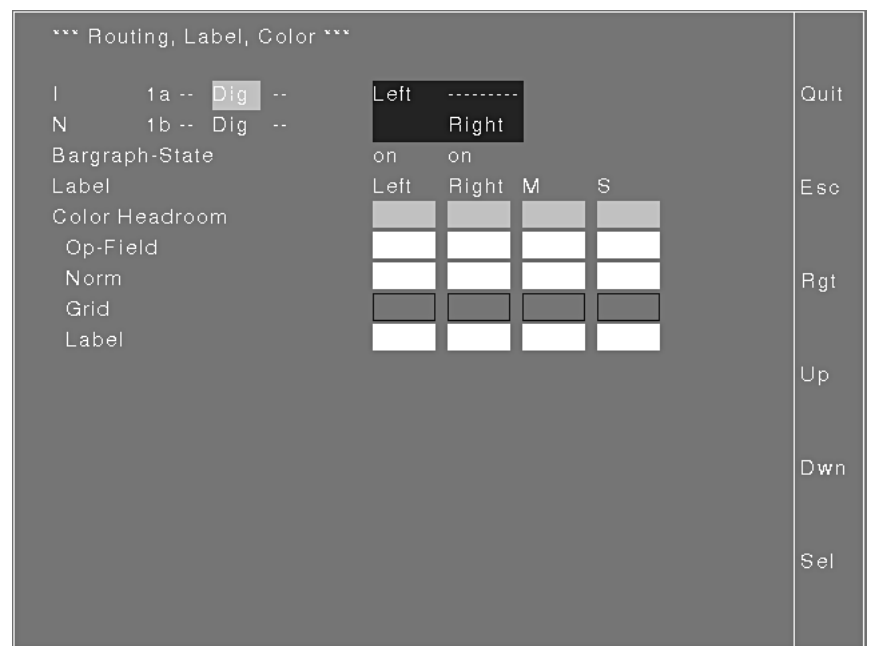 *** Routing, Label, Color ***
I 1a -- Dig -- Left --------- Quit
N 1b -- Dig -- Right
Bargraph-State on on
Label Left Right M S Esc
Color Headroom
Op-Field
Norm Rgt
Grid
Label
Up
Dwn
Sel